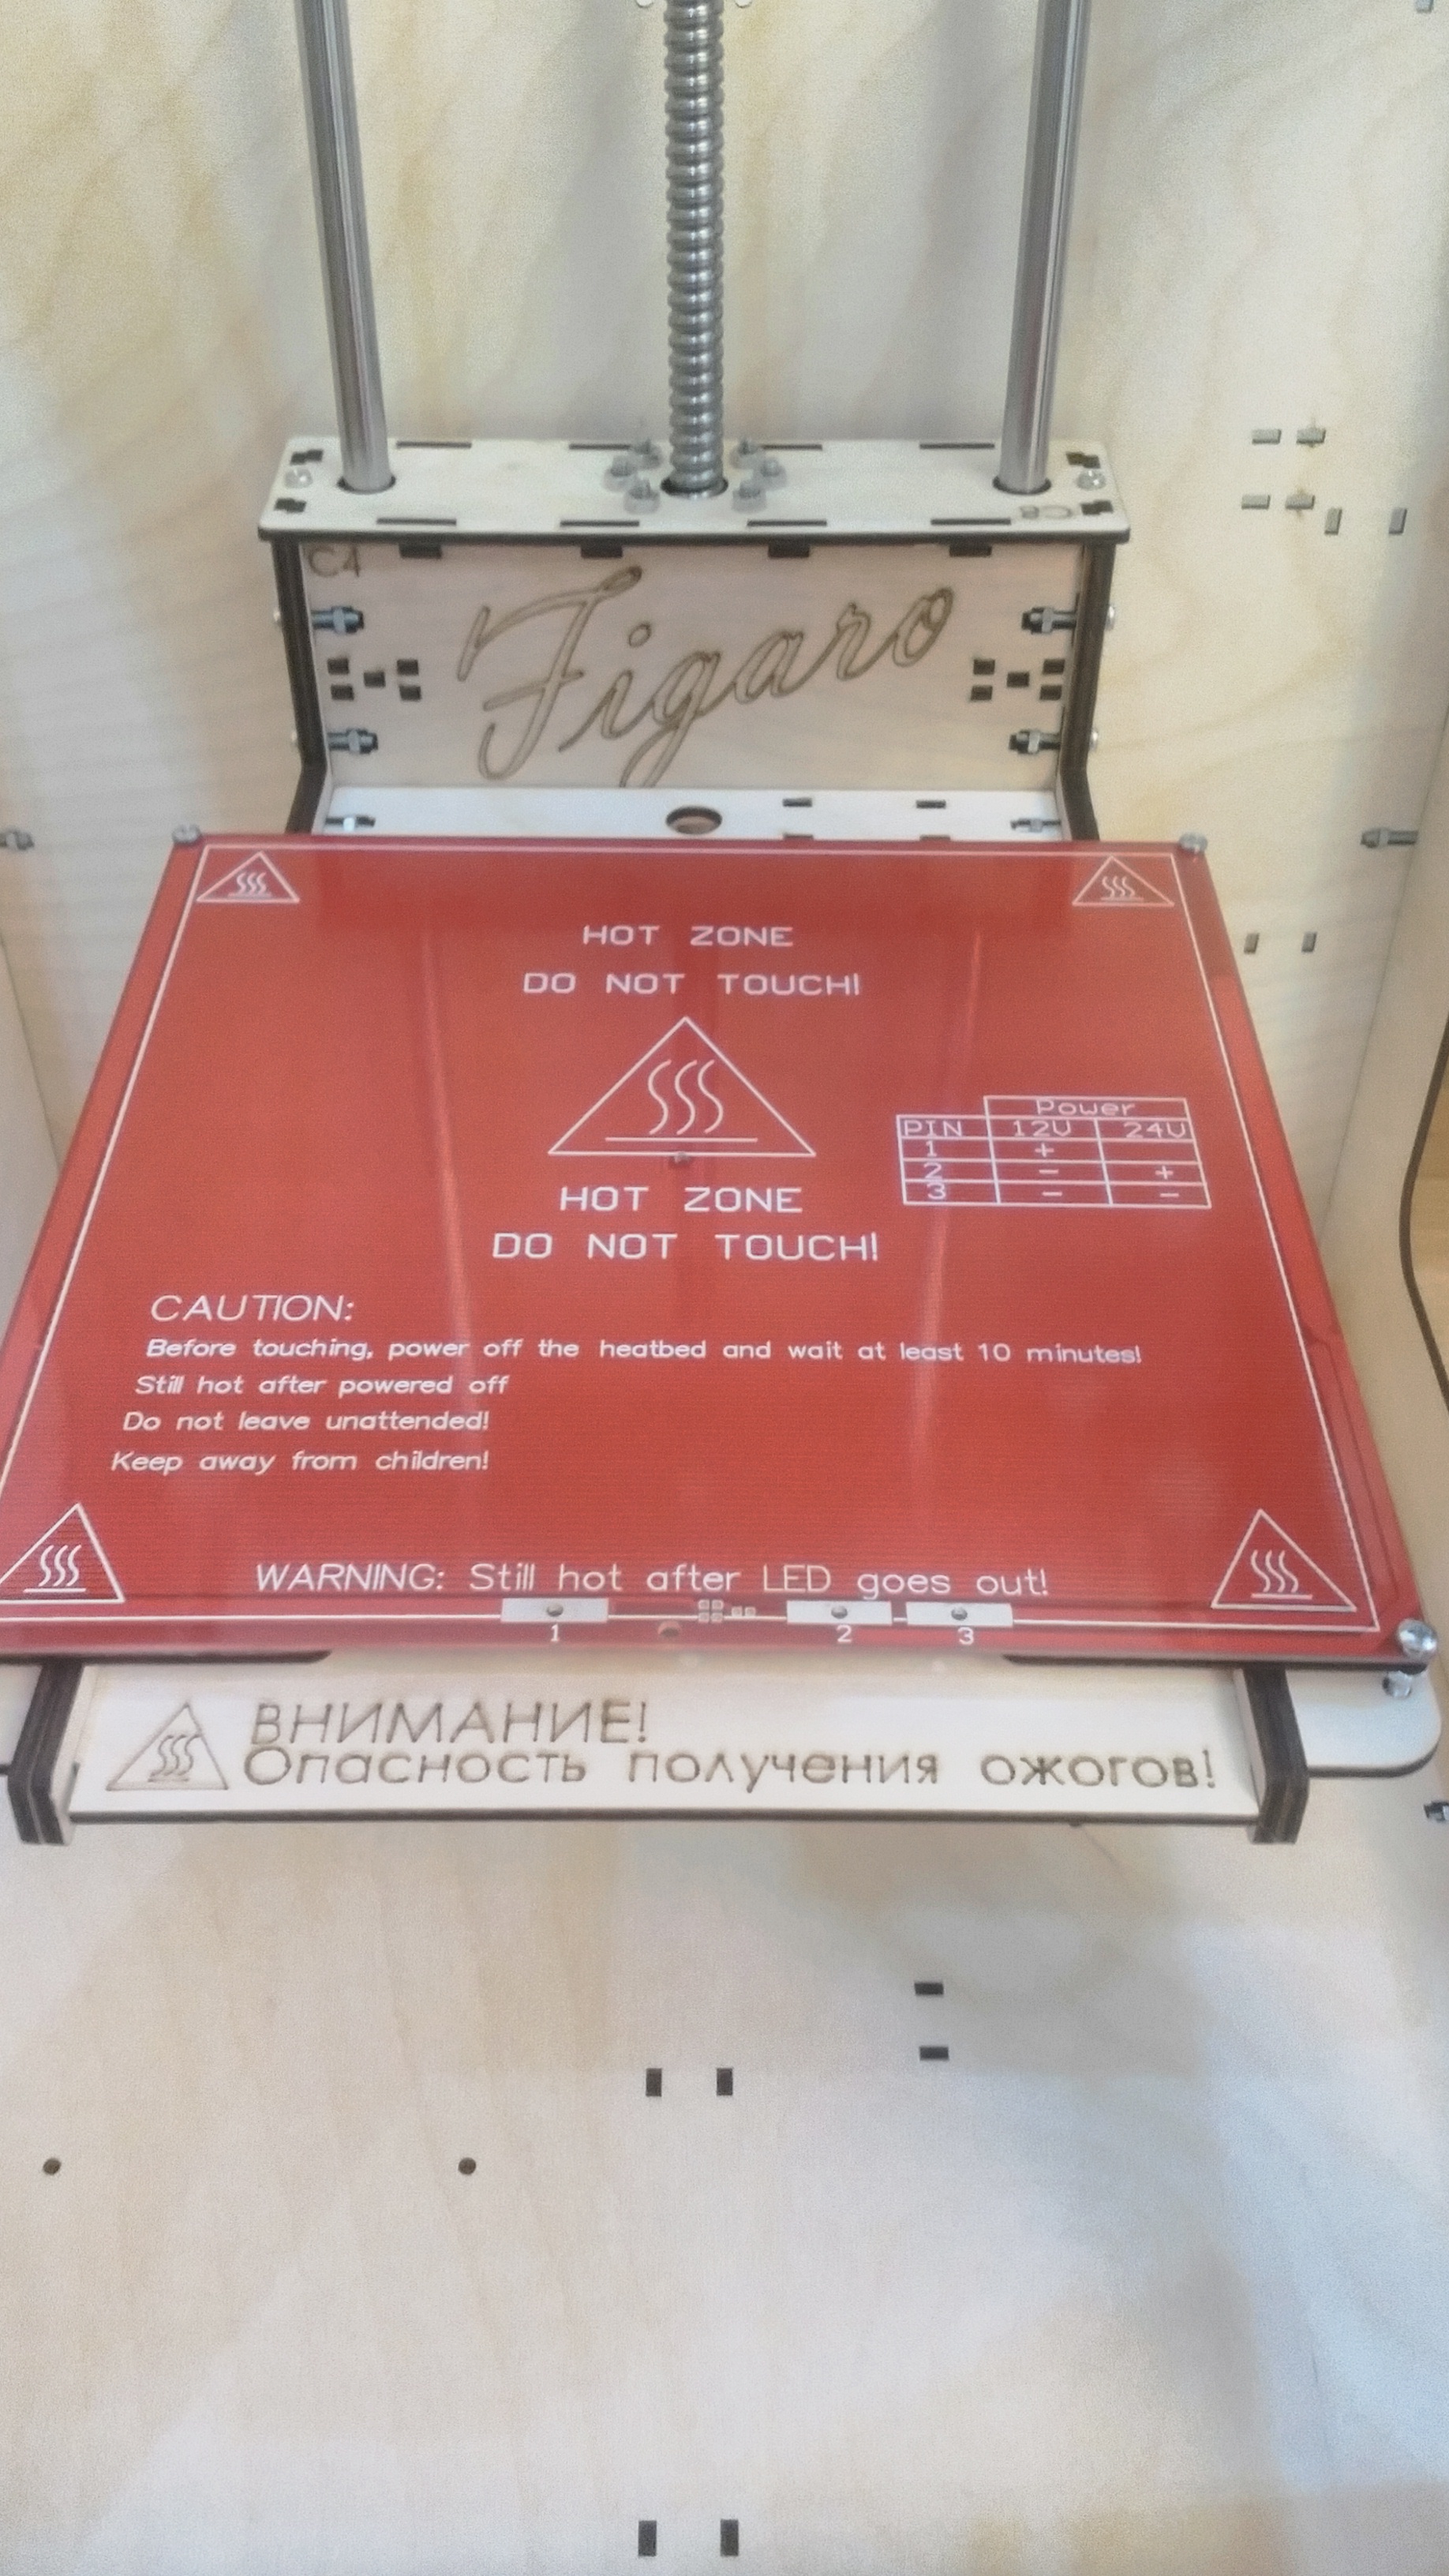 C4
Figaro
HOT ZONE
DO NOT TOUCH!
Power
PIN 12V 24V
1 +
2 - +
3 - -
HOT ZONE
DO NOT TOUCH!
CAUTION:
Before touching, power off the heatbed and wait at least 10 minutes!
Still hot after powered off
Do not leave unattended!
Keep away from children!
WARNING: Still hot after LED goes out!
1 2 3
ВНИМАНИЕ!
Опасность получения ожогов!